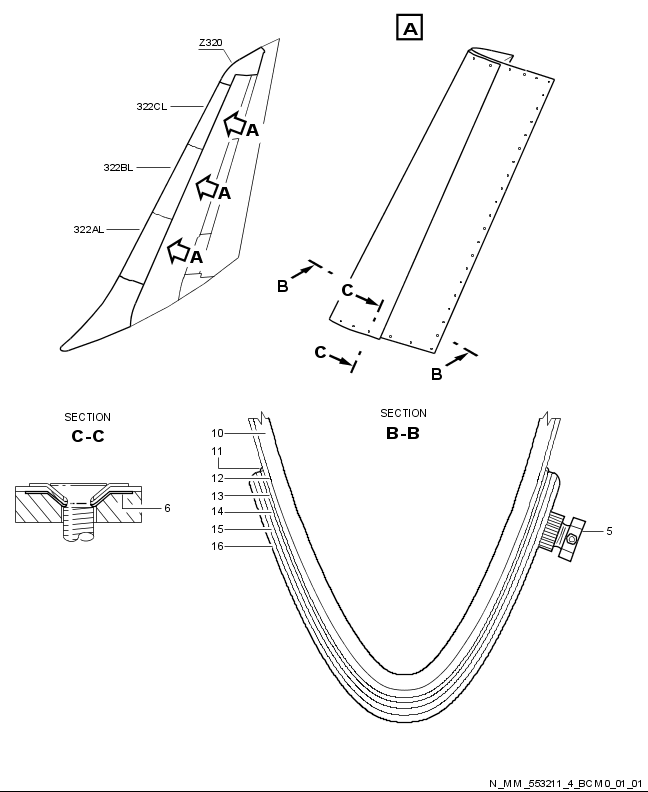 A
Z320
322CL
A
322BL
A
322AL
A
B
C
C
B
SECTION
C-C
SECTION
B-B
10
11
12
6
13
14
15
5
16
N_MM_553211_4_BCM0_01_01